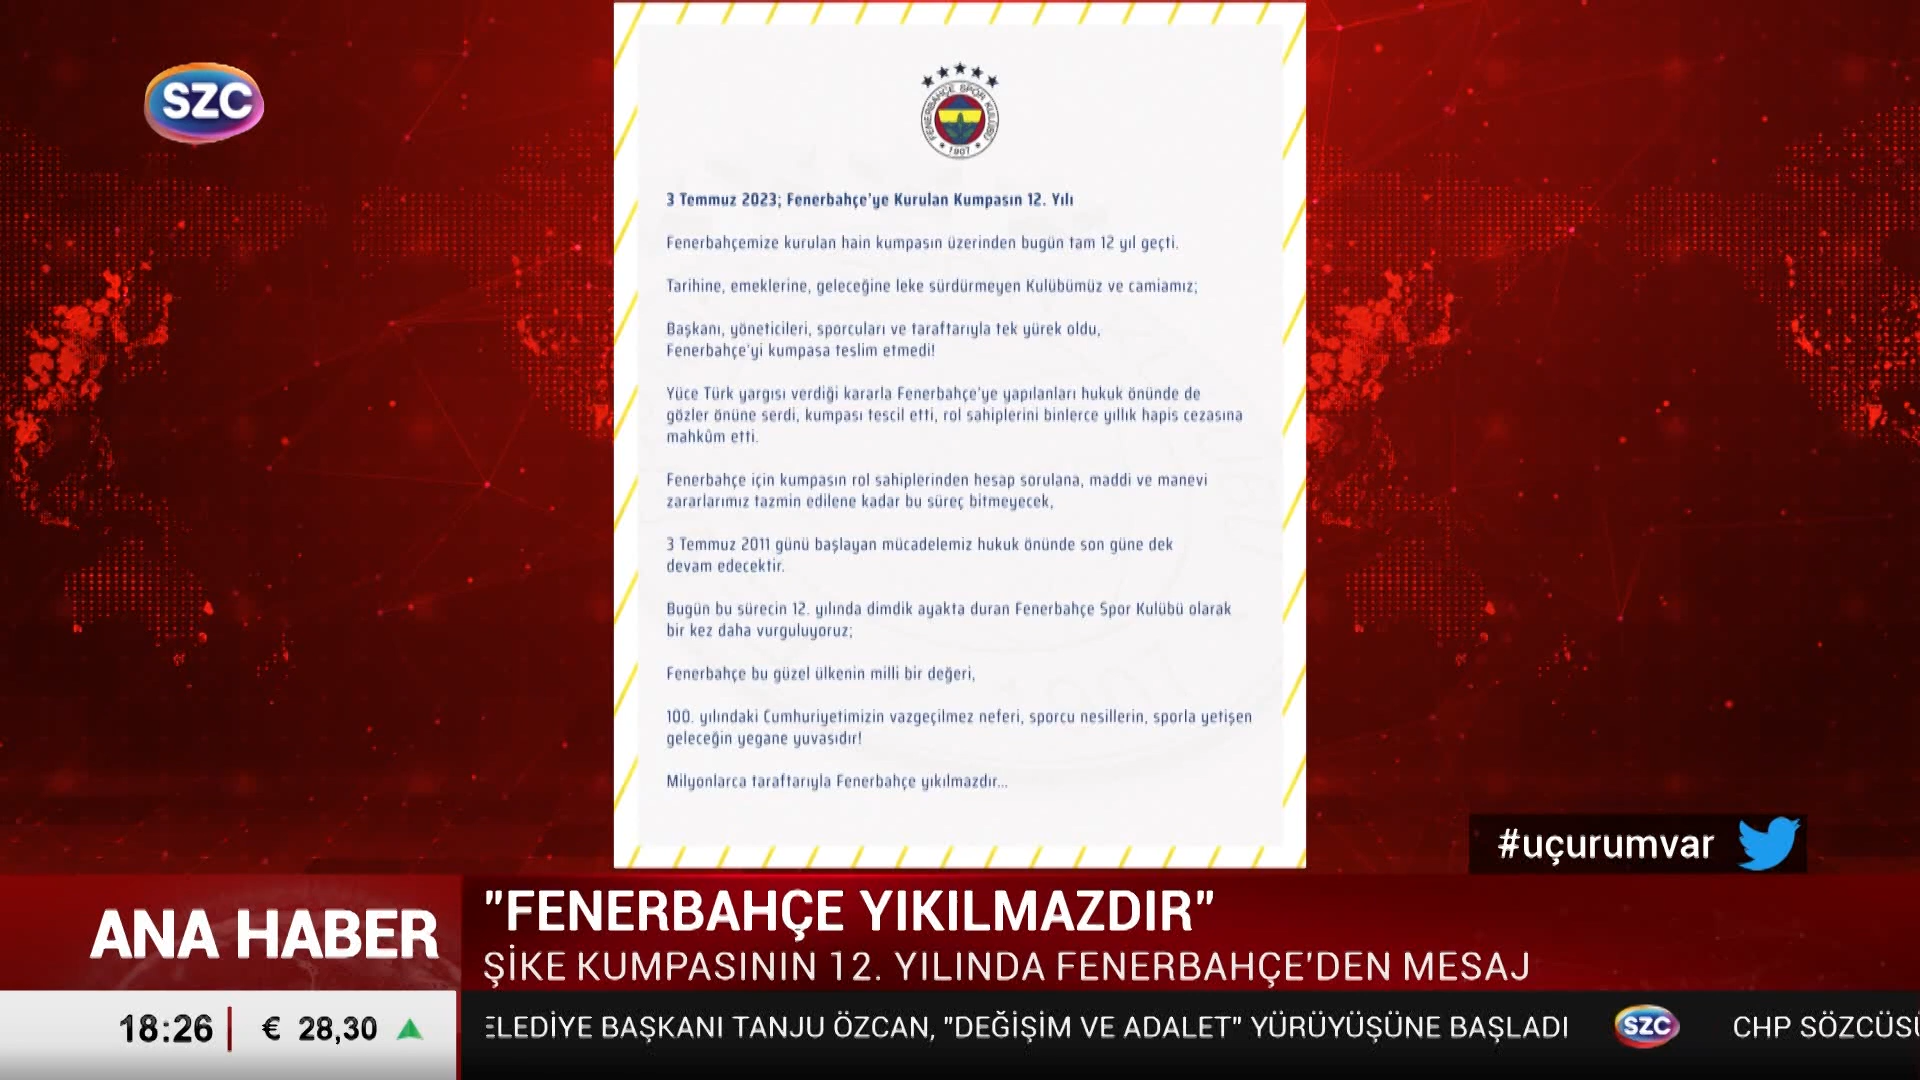 SZC
FENERBAHÇE SPOR KULÜBÜ
1907
3 Temmuz 2023; Fenerbahçe'ye Kurulan Kumpasın 12. Yılı
Fenerbahçemize kurulan hain kumpasın üzerinden bugün tam 12 yıl geçti.
Tarihine, emeklerine, geleceğine leke sürdürmeyen Kulübümüz ve camiamız;
Başkanı, yöneticileri, sporcuları ve taraftarıyla tek yürek oldu,
Fenerbahçe'yi kumpasa teslim etmedi!
Yüce Türk yargısı verdiği kararla Fenerbahçe'ye yapılanları hukuk önünde de
gözler önüne serdi, kumpası tescil etti, rol sahiplerini binlerce yıllık hapis cezasına
mahkûm etti.
Fenerbahçe için kumpasın rol sahiplerinden hesap sorulana, maddi ve manevi
zararlarımız tazmin edilene kadar bu süreç bitmeyecek,
3 Temmuz 2011 günü başlayan mücadelemiz hukuk önünde son güne dek
devam edecektir.
Bugün bu sürecin 12. yılında dimdik ayakta duran Fenerbahçe Spor Kulübü olarak
bir kez daha vurguluyoruz;
Fenerbahçe bu güzel ülkenin milli bir değeri,
100. yılındaki Cumhuriyetimizin vazgeçilmez neferi, sporcu nesillerin, sporla yetişen
geleceğin yegane yuvasıdır!
Milyonlarca taraftarıyla Fenerbahçe yıkılmazdır...
#uçurumvar
ANA HABER
"FENERBAHÇE YIKILMAZDIR"
ŞİKE KUMPASININ 12. YILINDA FENERBAHÇE'DEN MESAJ
18:26 € 28,30
ELEDİYE BAŞKANI TANJU ÖZCAN, "DEĞİŞİM VE ADALET" YÜRÜYÜŞÜNE BAŞLADI SZC CHP SÖZCÜSÜ